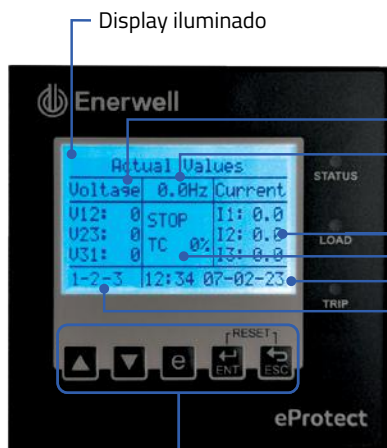 Display iluminado
Enerwell
Actual Values
Voltage 0.0Hz Current
V12: 0 STOP I1: 0.0
V23: 0 TC 0% I2: 0.0
V31: 0 I3: 0.0
1-2-3 12:34 07-02-23
STATUS
LOAD
TRIP
RESET
e ENT ESC
eProtect